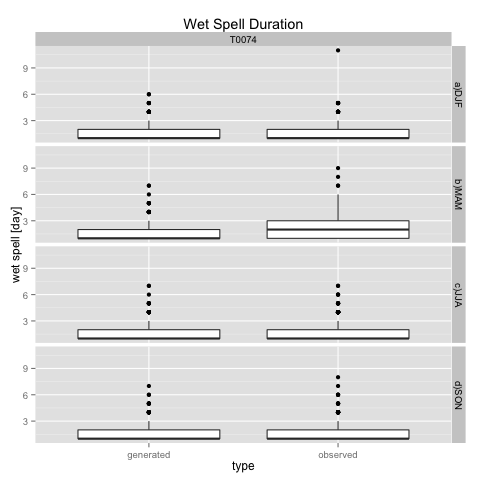 Wet Spell Duration
T0074
wet spell [day]
9
6
3
a)DJF
9
6
3
b)MAM
9
6
3
c)JJA
9
6
3
d)SON
generated observed
type